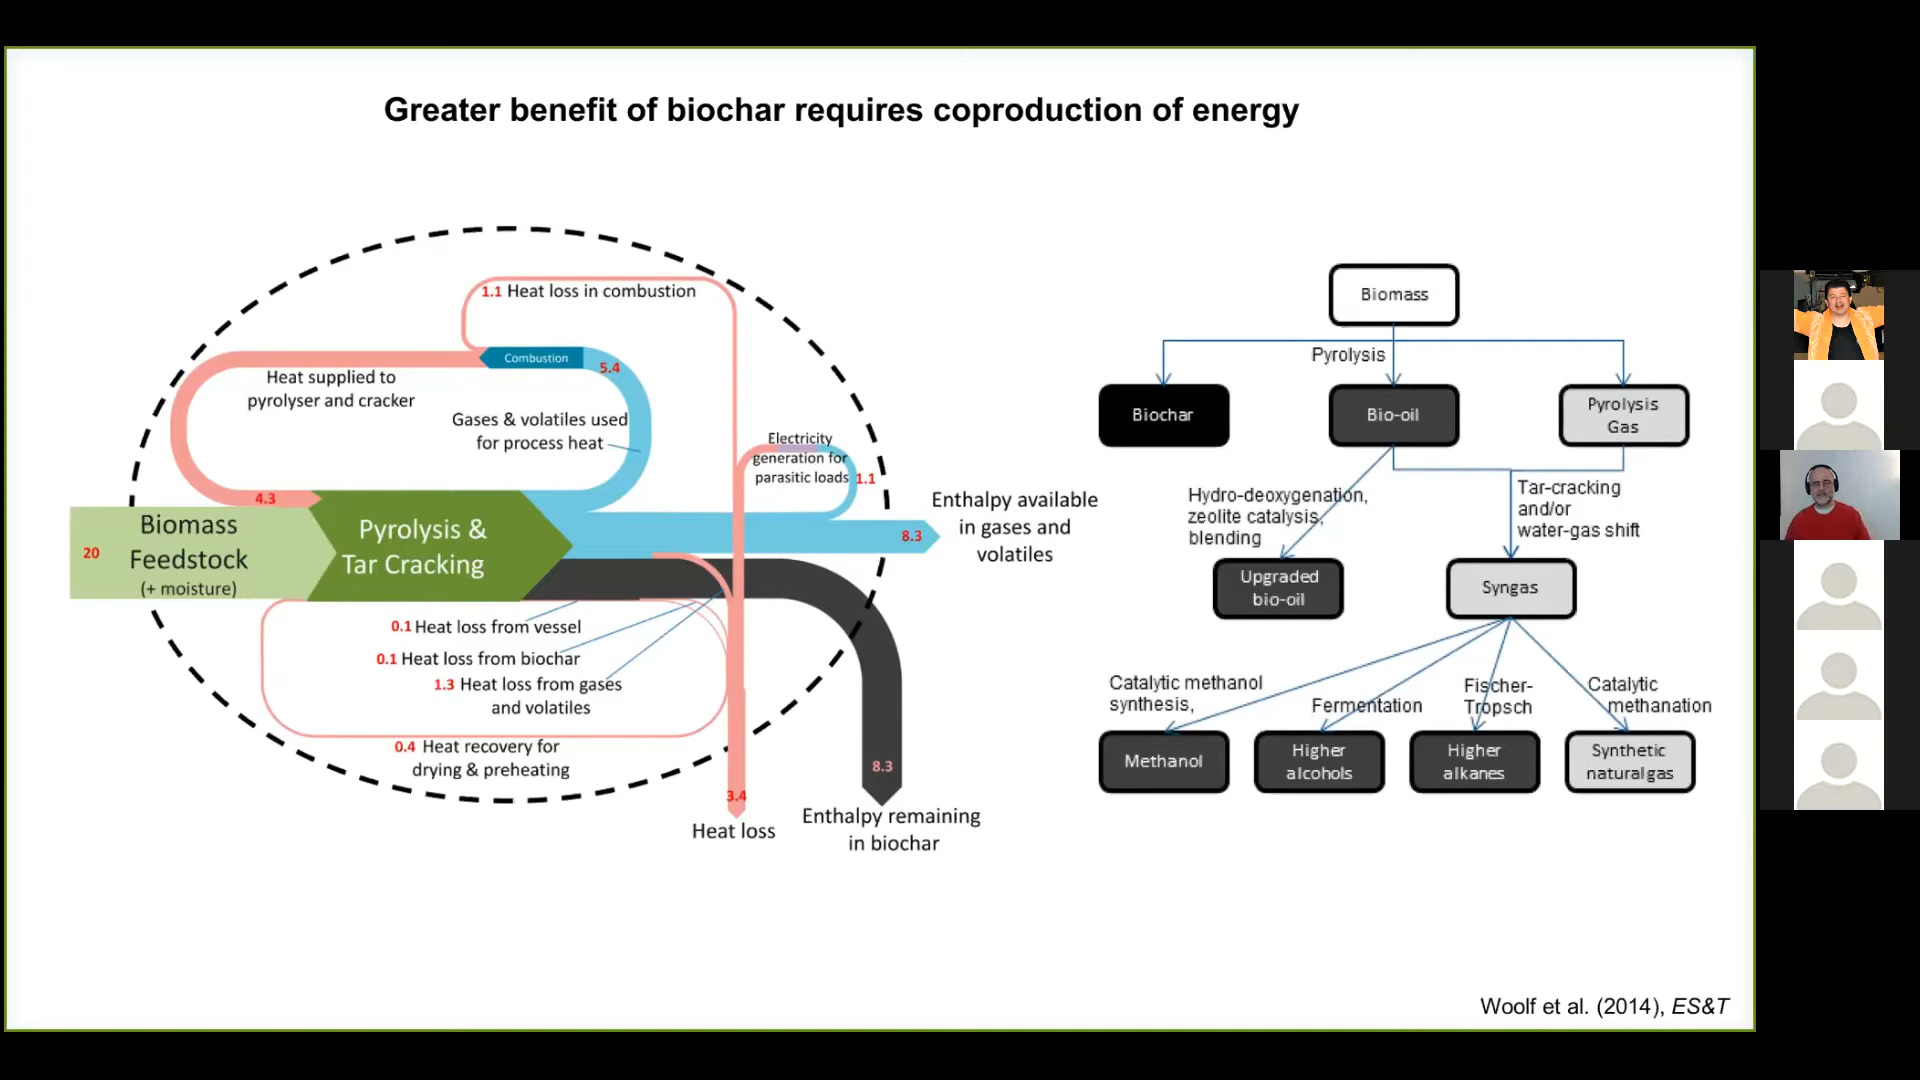 Greater benefit of biochar requires coproduction of energy
1.1 Heat loss in combustion
Combustion
5.4
Heat supplied to
pyrolyser and cracker
Gases & volatiles used
for process heat
Electricity
generation for
parasitic loads
1.1
4.3
20
Biomass
Feedstock
(+ moisture)
Pyrolysis &
Tar Cracking
8.3
Enthalpy available
in gases and
volatiles
0.1 Heat loss from vessel
0.1 Heat loss from biochar
1.3 Heat loss from gases
and volatiles
0.4 Heat recovery for
drying & preheating
3.4
Heat loss
8.3
Enthalpy remaining
in biochar
Biomass
Pyrolysis
Biochar
Bio-oil
Pyrolysis
Gas
Hydro-deoxygenation,
zeolite catalysis,
blending
Tar-cracking
and/or
water-gas shift
Upgraded
bio-oil
Syngas
Catalytic methanol
synthesis,
Fermentation
Fischer-
Tropsch
Catalytic
methanation
Methanol
Higher
alcohols
Higher
alkanes
Synthetic
natural gas
Woolf et al. (2014), ES&T